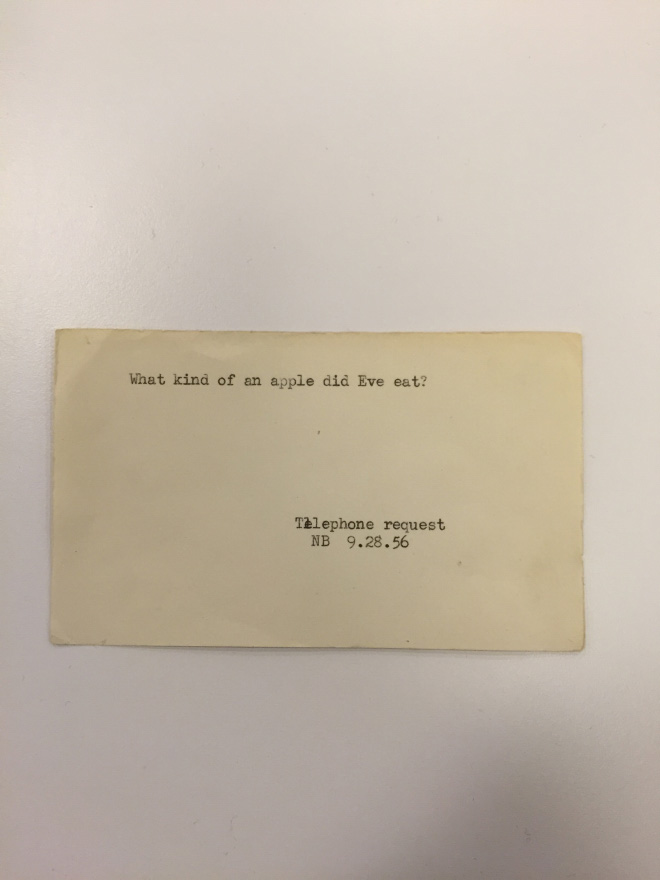 What kind of an apple did Eve eat?
Telephone request
NB 9.28.56